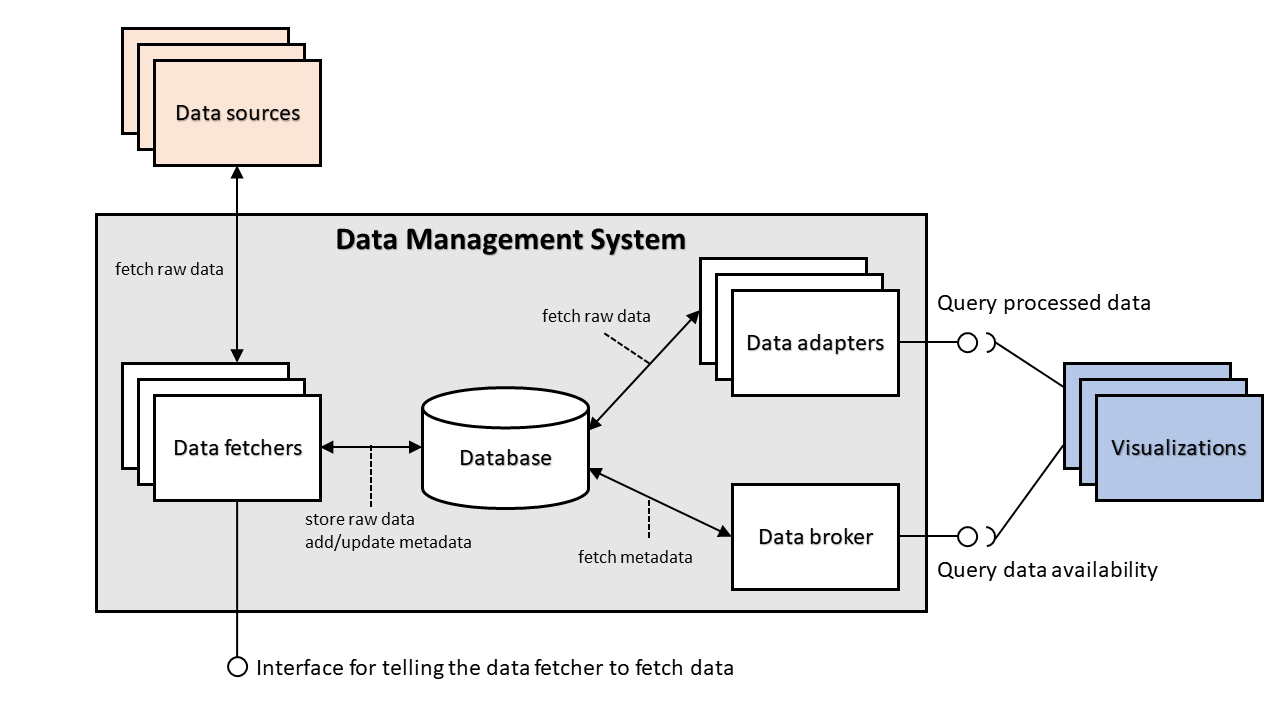 Data sources
Data Management System
fetch raw data
Query processed data
fetch raw data
Data adapters
Data fetchers
Database
Visualizations
store raw data
add/update metadata
Data broker
fetch metadata
Query data availability
Interface for telling the data fetcher to fetch data